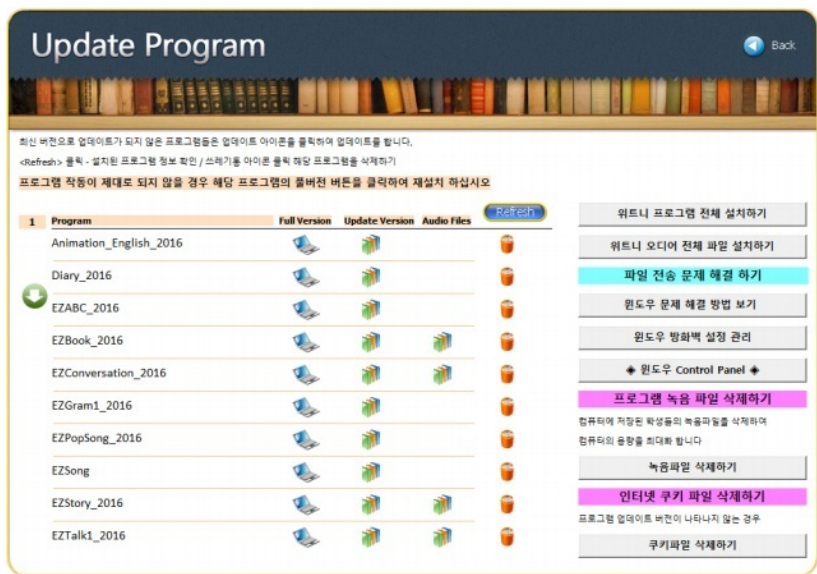 Update Program
Back
최신 버전으로 업데이트가 되지 않은 프로그램들은 업데이트 아이콘을 클릭하여 업데이트를 합니다.
<Refresh> 클릭 - 설치된 프로그램 정보 확인 / 쓰레기통 아이콘 클릭 해당 프로그램을 삭제하기
프로그램 작동이 제대로 되지 않을 경우 해당 프로그램의 풀버전 버튼을 클릭하여 재설치 하십시오
1 Program Full Version Update Version Audio Files Refresh
Animation_English_2016
Diary_2016
EZABC_2016
EZBook_2016
EZConversation_2016
EZGram1_2016
EZPopSong_2016
EZSong
EZStory_2016
EZTalk1_2016
위트니 프로그램 전체 설치하기
위트니 오디어 전체 파일 설치하기
파일 전송 문제 해결 하기
윈도우 문제 해결 방법 보기
윈도우 방화벽 설정 관리
◈ 윈도우 Control Panel ◈
프로그램 녹음 파일 삭제하기
컴퓨터에 저장된 학생들의 녹음파일를 삭제하여
컴퓨터의 용량을 최대화 합니다
녹음파일 삭제하기
인터넷 쿠키 파일 삭제하기
프로그램 업데이트 버전이 나타나지 않는 경우
쿠키파일 삭제하기